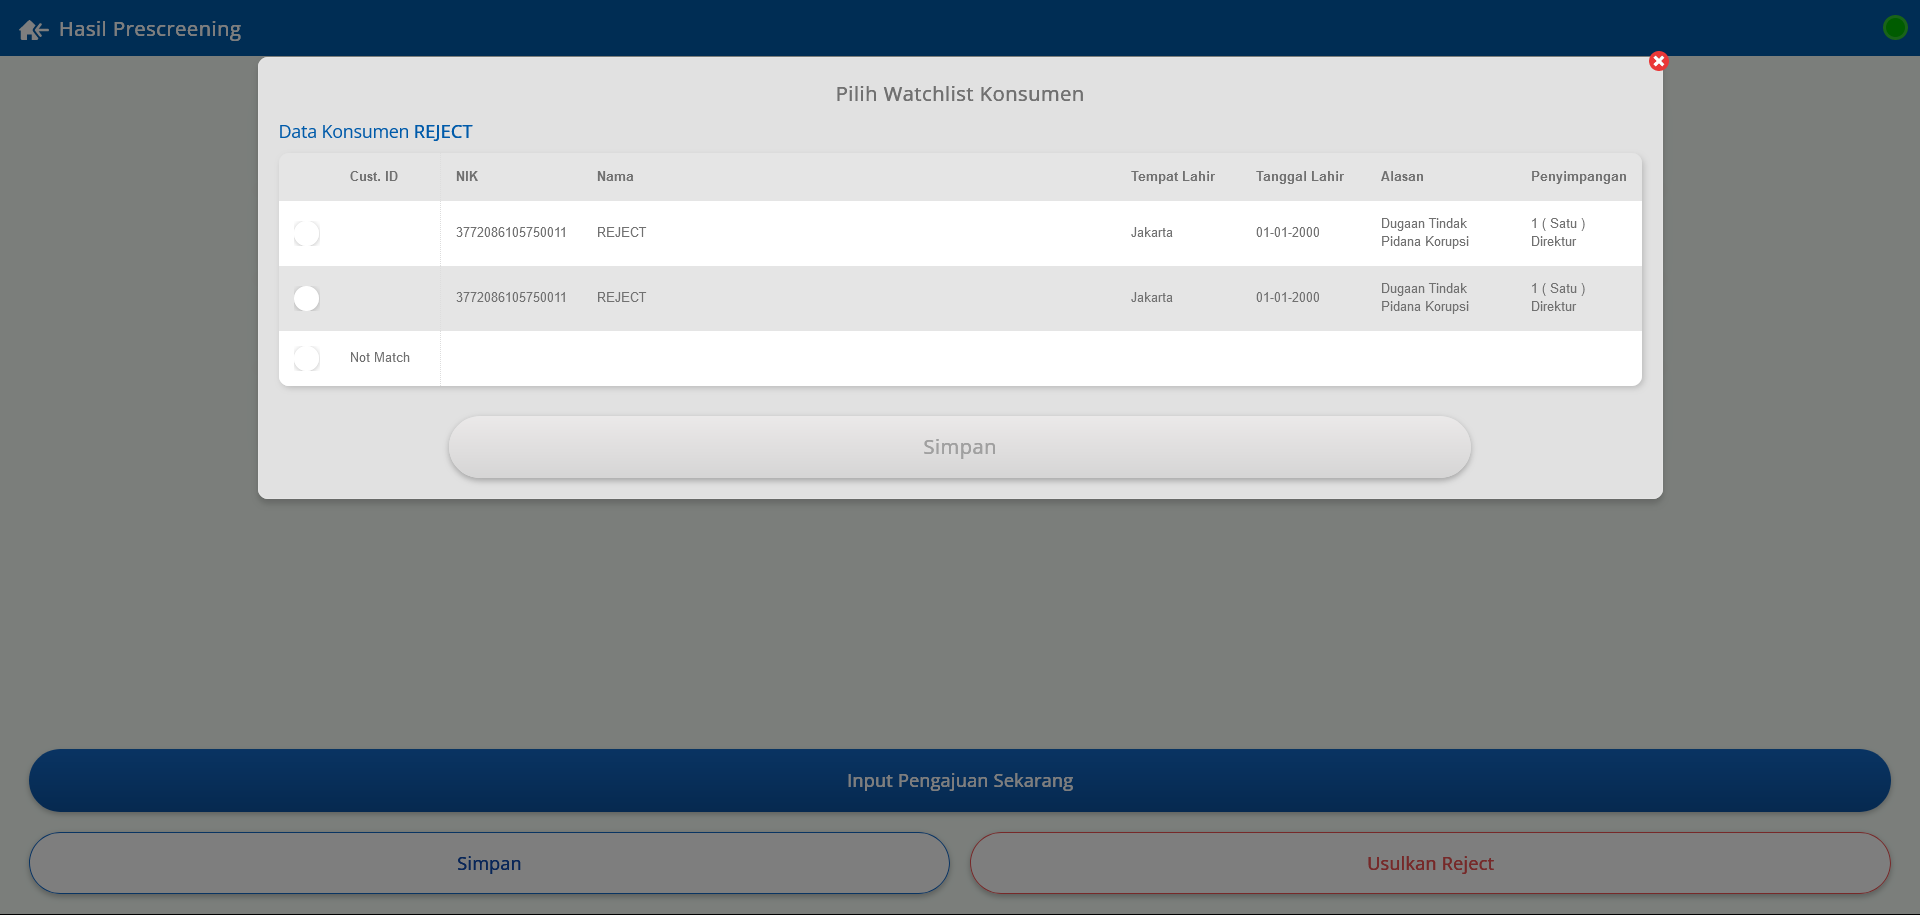 Hasil Prescreening
Pilih Watchlist Konsumen
Data Konsumen REJECT
Cust. ID NIK Nama Tempat Lahir Tanggal Lahir Alasan Penyimpangan
3772086105750011 REJECT Jakarta 01-01-2000 Dugaan Tindak 1 ( Satu )
Pidana Korupsi Direktur
3772086105750011 REJECT Jakarta 01-01-2000 Dugaan Tindak 1 ( Satu )
Pidana Korupsi Direktur
Not Match
Simpan
Input Pengajuan Sekarang
Simpan Usulkan Reject